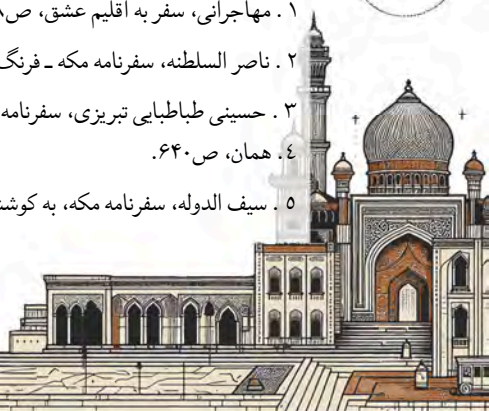 ۱ . مهاجرانی، سفر به اقلیم عشق، ص
۲ . ناصر السلطنه، سفرنامه مکه ـ فرنگ
۳ . حسینی طباطبایی تبریزی، سفرنامه
٤ . همان، ص۶۴۰.
۵ . سیف الدوله، سفرنامه مکه، به کوشش